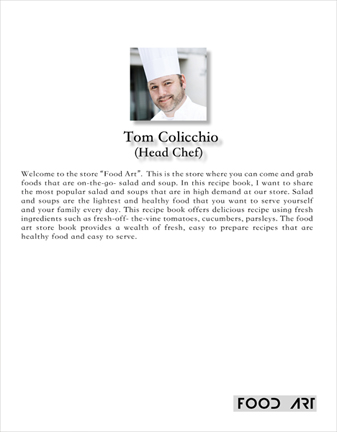 Tom Colicchio
(Head Chef)
Welcome to the store “Food Art”. This is the store where you can come and grab
foods that are on-the-go- salad and soup. In this recipe book, I want to share
the most popular salad and soups that are in high demand at our store. Salad
and soups are the lightest and healthy food that you want to serve yourself
and your family every day. This recipe book offers delicious recipe using fresh
ingredients such as fresh-off- the-vine tomatoes, cucumbers, parsleys. The food
art store book provides a wealth of fresh, easy to prepare recipes that are
healthy food and easy to serve.
FOOD ART